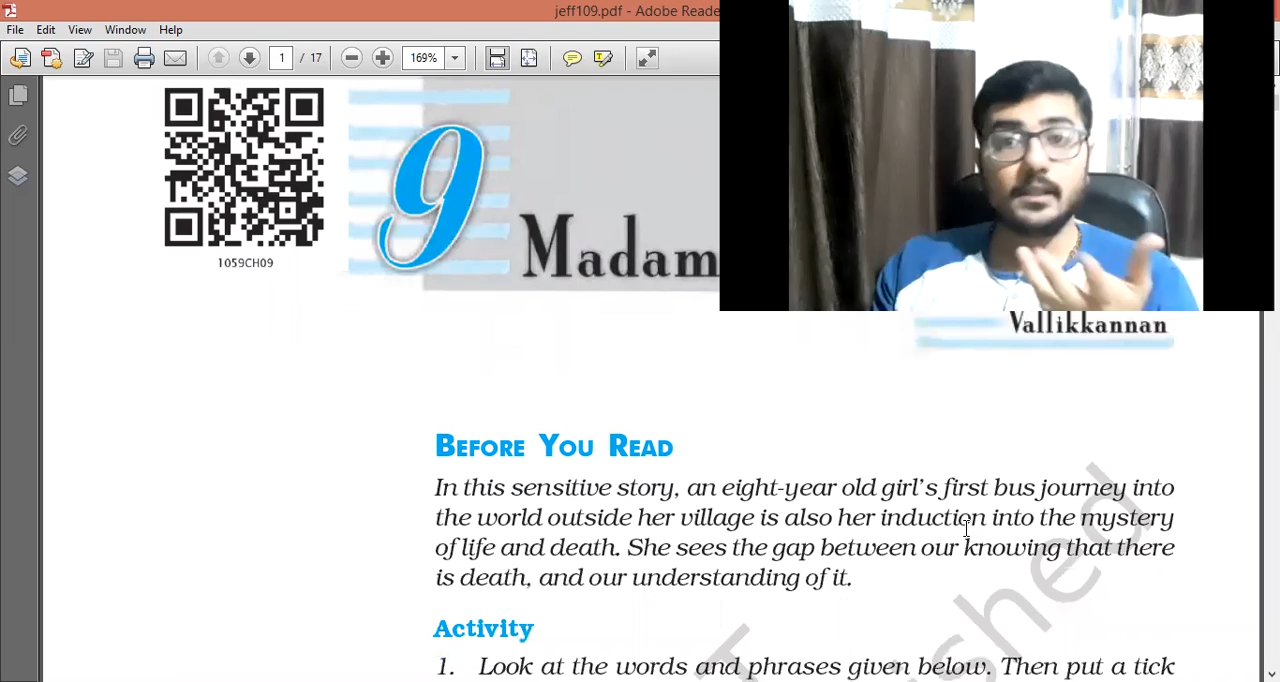 jeff109.pdf - Adobe Reade
File Edit View Window Help
1 / 17 169%
1059CH09
9
Madam
Vallikkannan
BEFORE YOU READ
In this sensitive story, an eight-year old girl's first bus journey into
the world outside her village is also her induction into the mystery
of life and death. She sees the gap between our knowing that there
is death, and our understanding of it.
Activity
1. Look at the words and phrases given below. Then put a tick